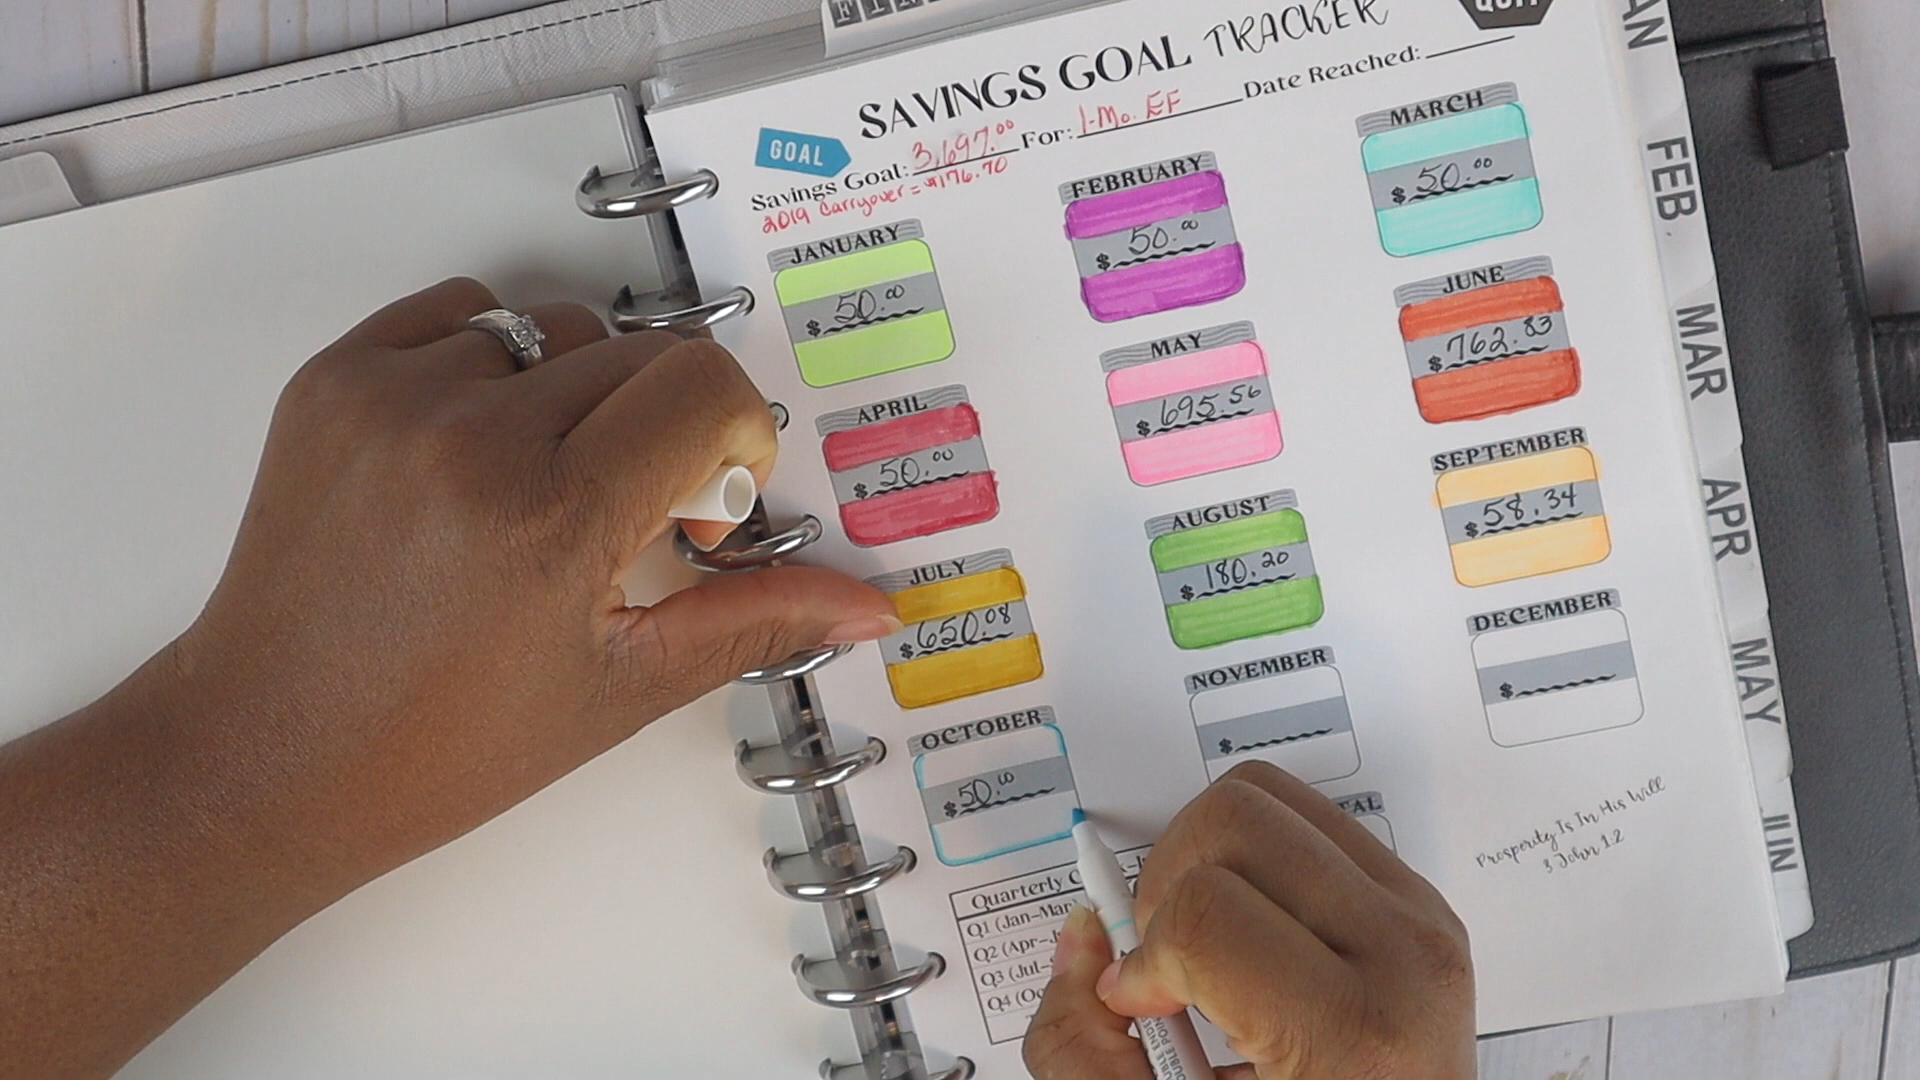 SAVINGS GOAL TRACKER
GOAL
Savings Goal: 3,697.00 For: 1-Mo. EF Date Reached:
2019 Carryover = $176.70
JANUARY
$ 50.00
FEBRUARY
$ 50.00
MARCH
$ 50.00
APRIL
$ 50.00
MAY
$ 695.56
JUNE
$ 762.83
JULY
$ 650.08
AUGUST
$ 180.20
SEPTEMBER
$ 58.34
OCTOBER
$ 50.00
NOVEMBER
$
DECEMBER
$
Prosperity Is In His Will
3 John 1:2
Quarterly
Q1 (Jan-Mar)
Q2
Q3
Q4
FEB
MAR
APR
MAY
JUN